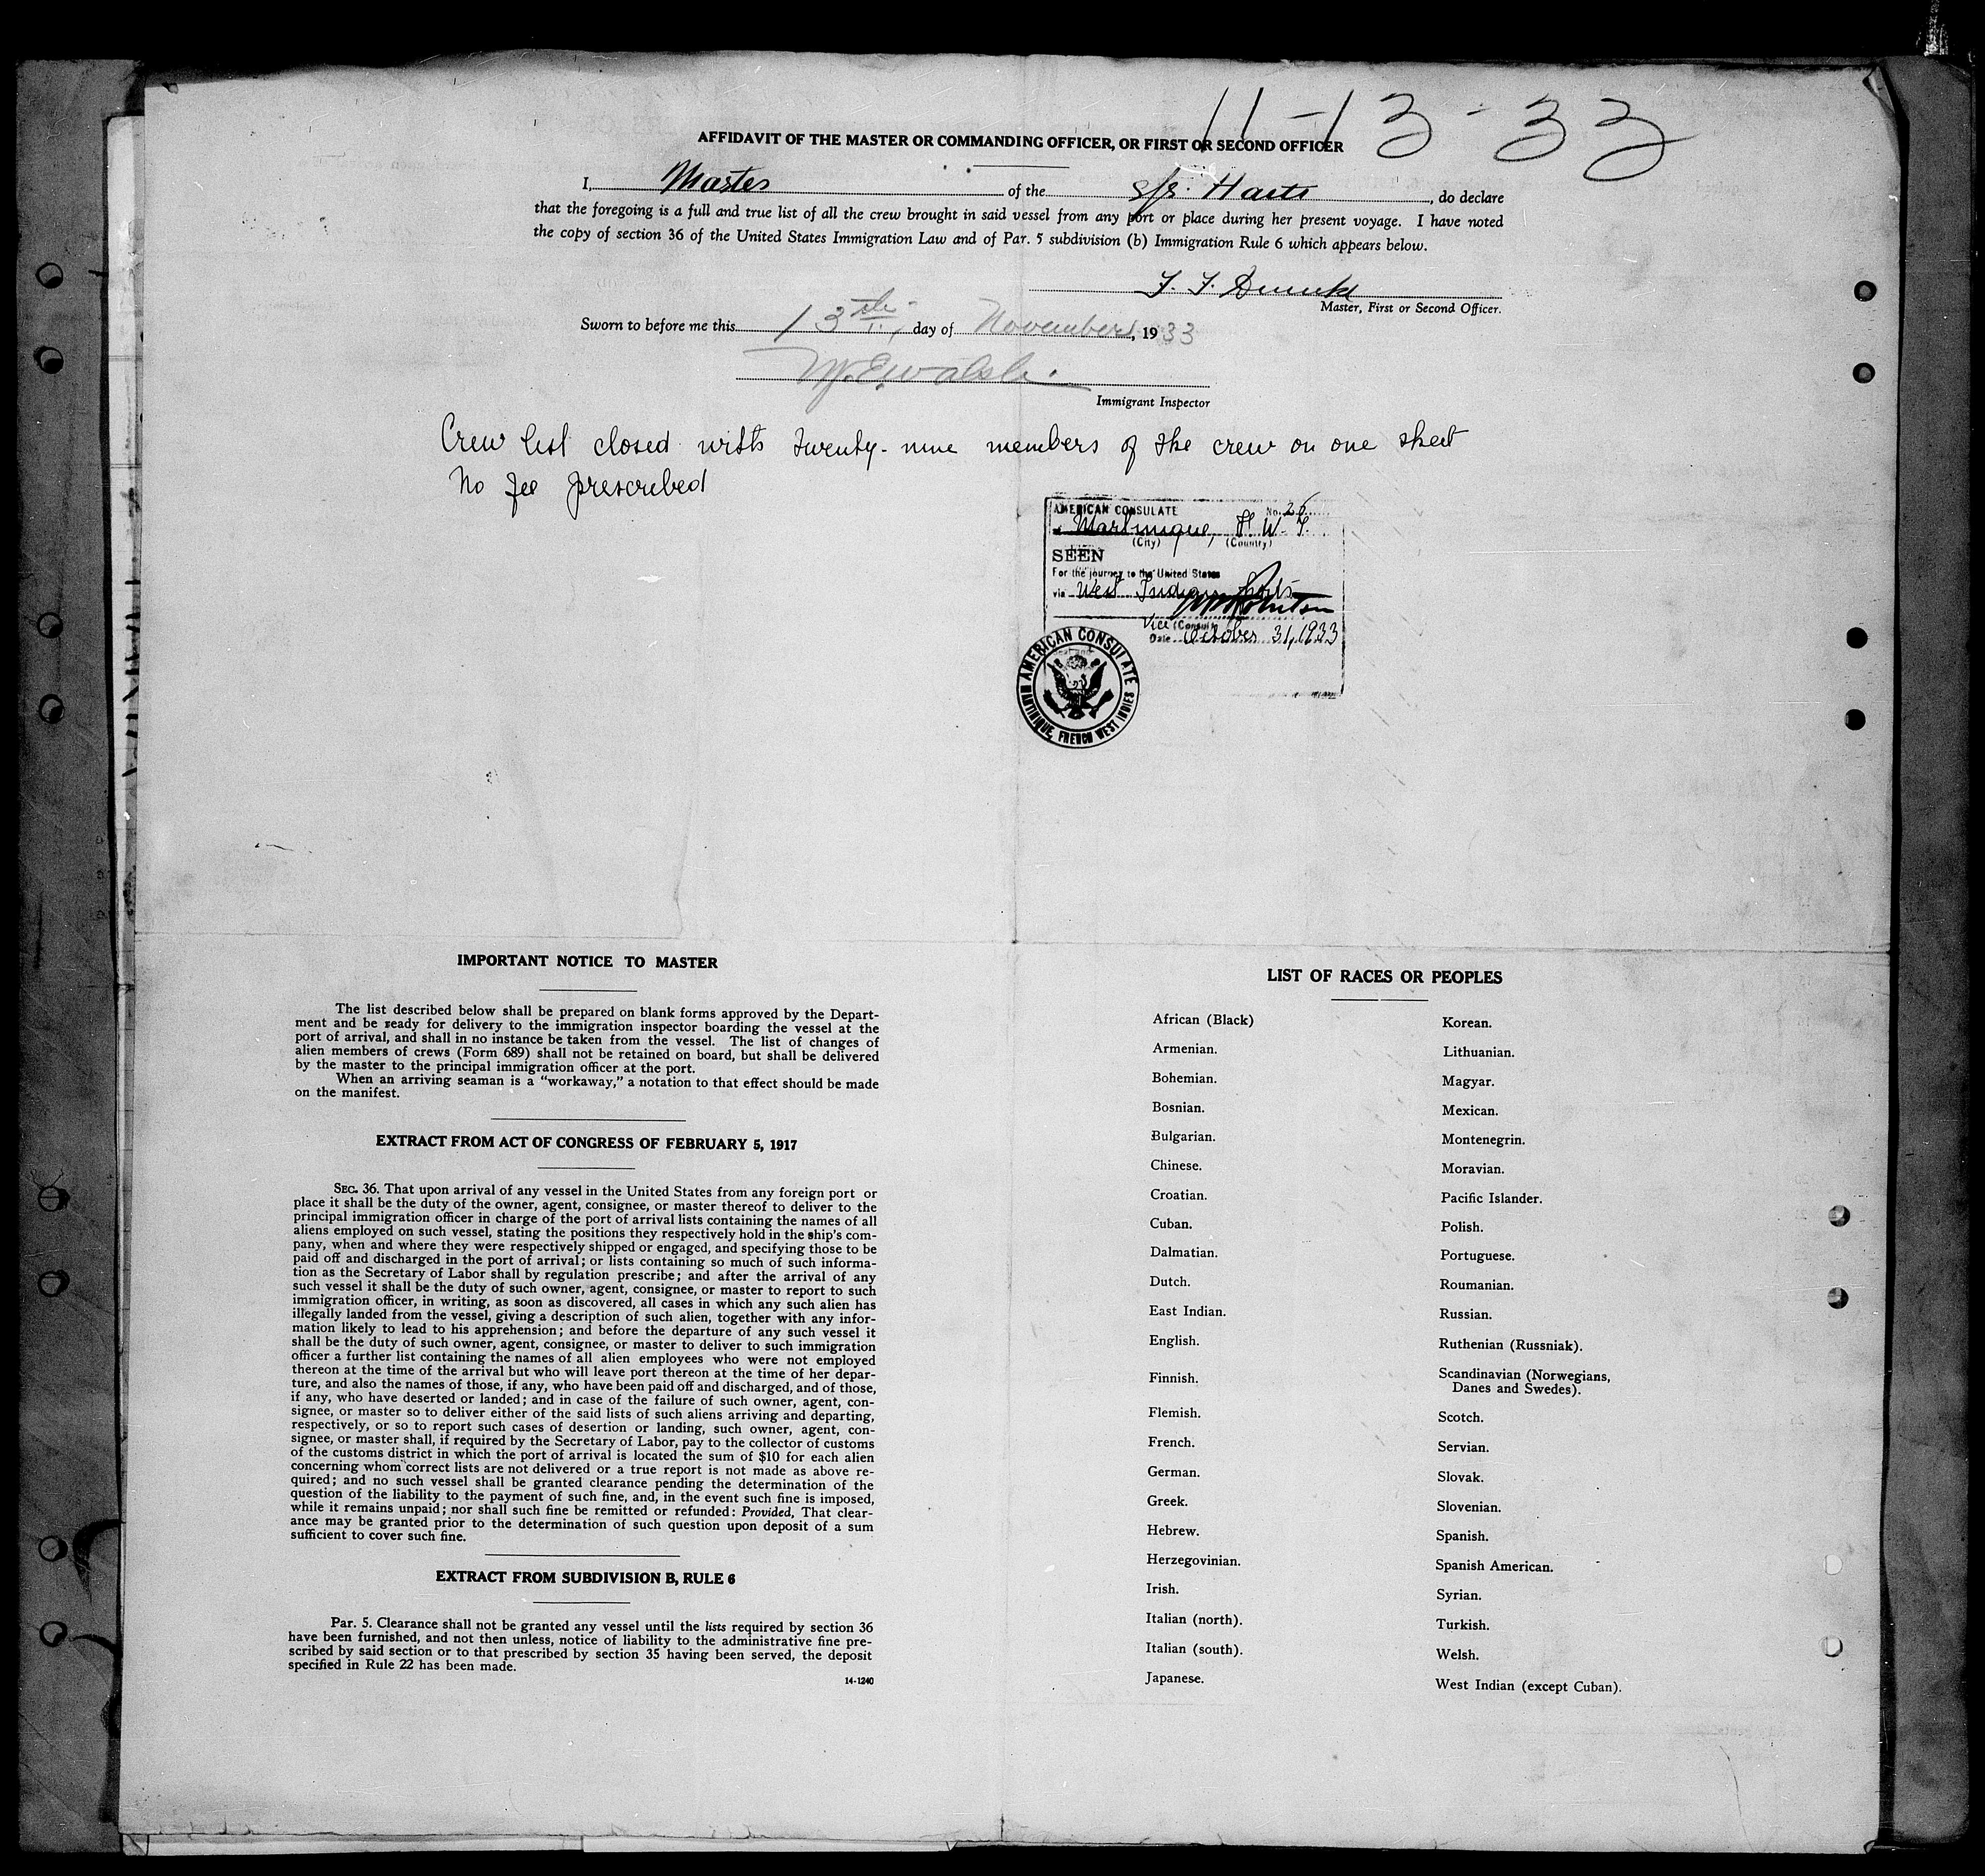 11-13-33
AFFIDAVIT OF THE MASTER OR COMMANDING OFFICER, OR FIRST OR SECOND OFFICER
I, Master of the , do declare
that the foregoing is a full and true list of all the crew brought in said vessel from any port or place during her present voyage. I have noted
the copy of section 36 of the United States Immigration Law and of Par. 5 subdivision (b) Immigration Rule 6 which appears below.
Master, First or Second Officer.
Sworn to before me this 13th day of November, 1933
Immigrant Inspector
Crew list closed with twenty-nine members of the crew on one sheet
No fee prescribed
AMERICAN CONSULATE No. 26
Martinique, F. W. I.
(City) (Country)
SEEN
For the journey to the United States
via West Indian Ports
Vice (Consul)
Date October 31, 1933
AMERICAN CONSULATE
MARTINIQUE, FRENCH WEST INDIES
IMPORTANT NOTICE TO MASTER
The list described below shall be prepared on blank forms approved by the Depart-
ment and be ready for delivery to the immigration inspector boarding the vessel at the
port of arrival, and shall in no instance be taken from the vessel. The list of changes of
alien members of crews (Form 689) shall not be retained on board, but shall be delivered
by the master to the principal immigration officer at the port.
When an arriving seaman is a "workaway," a notation to that effect should be made
on the manifest.
EXTRACT FROM ACT OF CONGRESS OF FEBRUARY 5, 1917
SEC. 36. That upon arrival of any vessel in the United States from any foreign port or
place it shall be the duty of the owner, agent, consignee, or master thereof to deliver to the
principal immigration officer in charge of the port of arrival lists containing the names of all
aliens employed on such vessel, stating the positions they respectively hold in the ship's com-
pany, when and where they were respectively shipped or engaged, and specifying those to be
paid off and discharged in the port of arrival; or lists containing so much of such informa-
tion as the Secretary of Labor shall by regulation prescribe; and after the arrival of any
such vessel it shall be the duty of such owner, agent, consignee, or master to report to such
immigration officer, in writing, as soon as discovered, all cases in which any such alien has
illegally landed from the vessel, giving a description of such alien, together with any infor-
mation likely to lead to his apprehension; and before the departure of any such vessel it
shall be the duty of such owner, agent, consignee, or master to deliver to such immigration
officer a further list containing the names of all alien employees who were not employed
thereon at the time of the arrival but who will leave port thereon at the time of her depar-
ture, and also the names of those, if any, who have been paid off and discharged, and of those,
if any, who have deserted or landed; and in case of the failure of such owner, agent, con-
signee, or master so to deliver either of the said lists of such aliens arriving and departing,
respectively, or so to report such cases of desertion or landing, such owner, agent, con-
signee, or master shall, if required by the Secretary of Labor, pay to the collector of customs
of the customs district in which the port of arrival is located the sum of $10 for each alien
concerning whom correct lists are not delivered or a true report is not made as above re-
quired; and no such vessel shall be granted clearance pending the determination of the
question of the liability to the payment of such fine, and, in the event such fine is imposed,
while it remains unpaid; nor shall such fine be remitted or refunded: Provided, That clear-
ance may be granted prior to the determination of such question upon deposit of a sum
sufficient to cover such fine.
EXTRACT FROM SUBDIVISION B, RULE 6
Par. 5. Clearance shall not be granted any vessel until the lists required by section 36
have been furnished, and not then unless, notice of liability to the administrative fine pre-
scribed by said section or to that prescribed by section 35 having been served, the deposit
specified in Rule 22 has been made.
14-1240
LIST OF RACES OR PEOPLES
African (Black)
Armenian.
Bohemian.
Bosnian.
Bulgarian.
Chinese.
Croatian.
Cuban.
Dalmatian.
Dutch.
East Indian.
English.
Finnish.
Flemish.
French.
German.
Greek.
Hebrew.
Herzegovinian.
Irish.
Italian (north).
Italian (south).
Japanese.
Korean.
Lithuanian.
Magyar.
Mexican.
Montenegrin.
Moravian.
Pacific Islander.
Polish.
Portuguese.
Roumanian.
Russian.
Ruthenian (Russniak).
Scandinavian (Norwegians,
Danes and Swedes).
Scotch.
Servian.
Slovak.
Slovenian.
Spanish.
Spanish American.
Syrian.
Turkish.
Welsh.
West Indian (except Cuban).